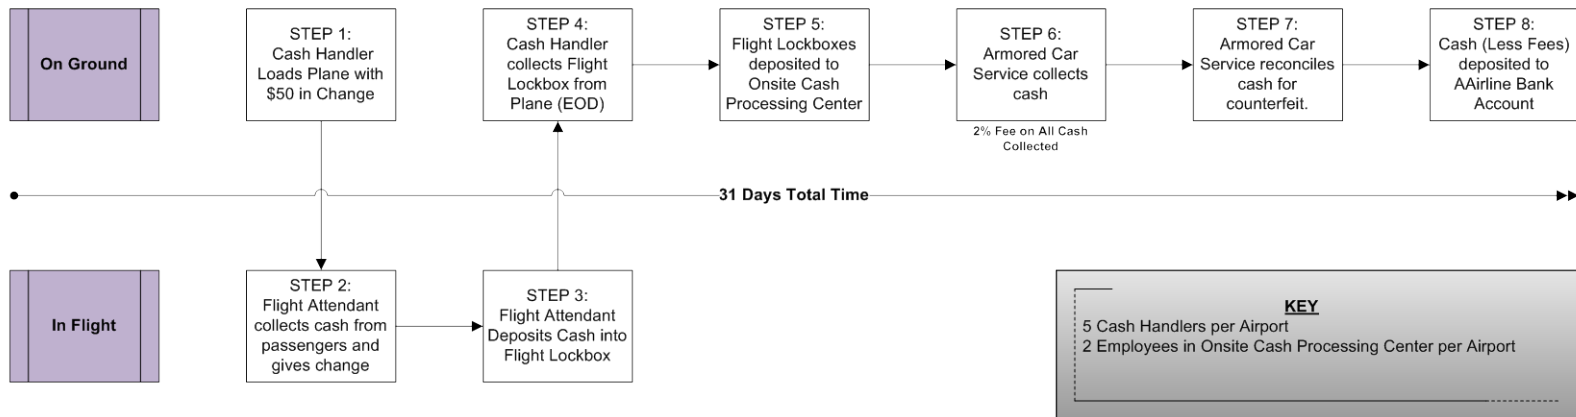 On Ground
STEP 1:
Cash Handler
Loads Plane with
$50 in Change
STEP 4:
Cash Handler
collects Flight
Lockbox from
Plane (EOD)
STEP 5:
Flight Lockboxes
deposited to
Onsite Cash
Processing Center
STEP 6:
Armored Car
Service collects
cash
2% Fee on All Cash
Collected
STEP 7:
Armored Car
Service reconciles
cash for
counterfeit.
STEP 8:
Cash (Less Fees)
deposited to
AAirline Bank
Account
31 Days Total Time
In Flight
STEP 2:
Flight Attendant
collects cash from
passengers and
gives change
STEP 3:
Flight Attendant
Deposits Cash into
Flight Lockbox
KEY
5 Cash Handlers per Airport
2 Employees in Onsite Cash Processing Center per Airport